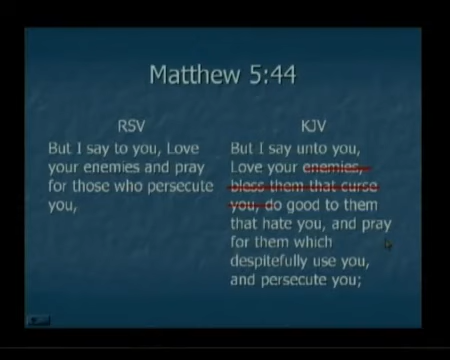 Matthew 5:44
RSV
But I say to you, Love
your enemies and pray
for those who persecute
you,
KJV
But I say unto you,
Love your enemies,
bless them that curse
you, do good to them
that hate you, and pray
for them which
despitefully use you,
and persecute you;